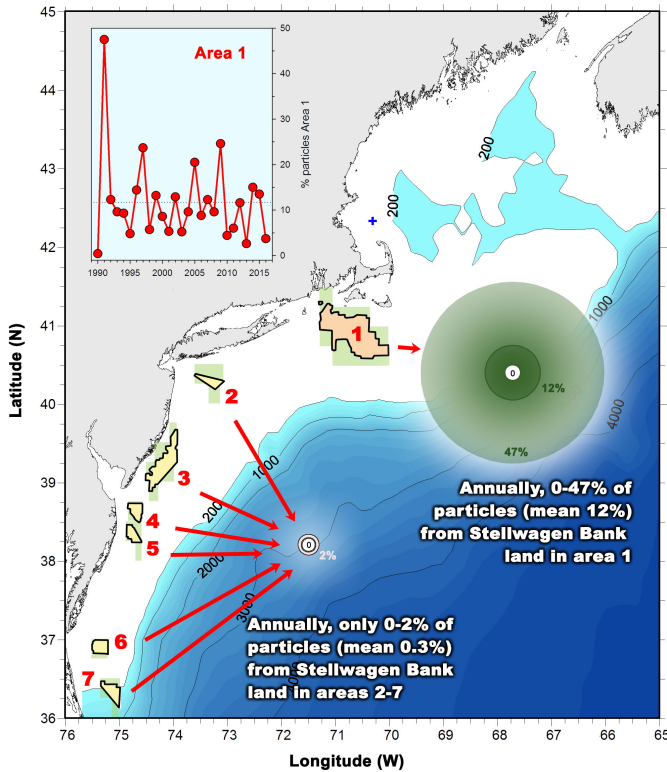 45
44
43
42
41
40
39
38
37
36
Latitude (N)
76 75 74 73 72 71 70 69 68 67 66 65
Longitude (W)
Area 1
50
40
30
20
10
0
% particles Area 1
1990 1995 2000 2005 2010 2015
200
200
1000
4000
1
0
12%
47%
2
1000
3
200
4
5
2000
0
2%
3000
6
7
4000
Annually, 0-47% of
particles (mean 12%)
from Stellwagen Bank
land in area 1
Annually, only 0-2% of
particles (mean 0.3%)
from Stellwagen Bank
land in areas 2-7